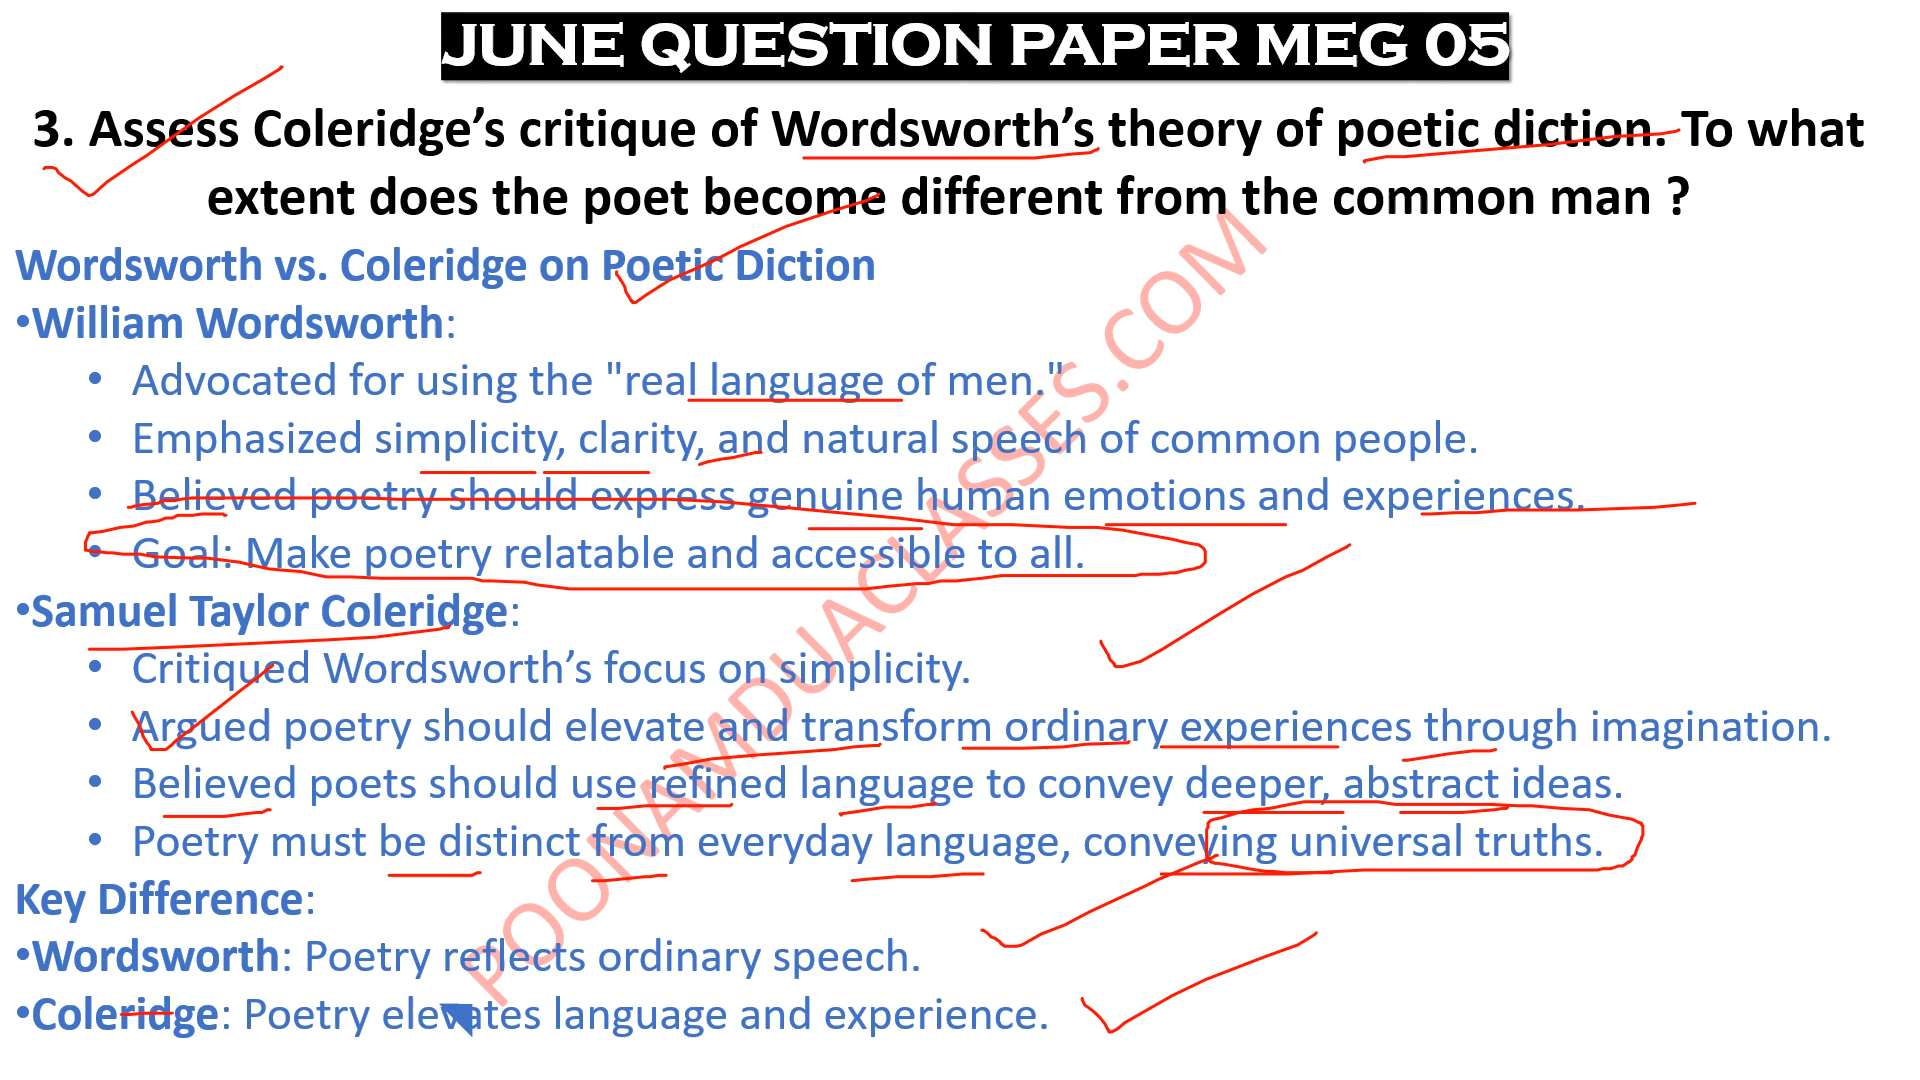 JUNE QUESTION PAPER MEG 05
3. Assess Coleridge’s critique of Wordsworth’s theory of poetic diction. To what
extent does the poet become different from the common man ?
Wordsworth vs. Coleridge on Poetic Diction
•William Wordsworth:
• Advocated for using the "real language of men."
• Emphasized simplicity, clarity, and natural speech of common people.
• Believed poetry should express genuine human emotions and experiences.
• Goal: Make poetry relatable and accessible to all.
•Samuel Taylor Coleridge:
• Critiqued Wordsworth’s focus on simplicity.
• Argued poetry should elevate and transform ordinary experiences through imagination.
• Believed poets should use refined language to convey deeper, abstract ideas.
• Poetry must be distinct from everyday language, conveying universal truths.
Key Difference:
•Wordsworth: Poetry reflects ordinary speech.
•Coleridge: Poetry elevates language and experience.
POONAMDUACLASSES.COM